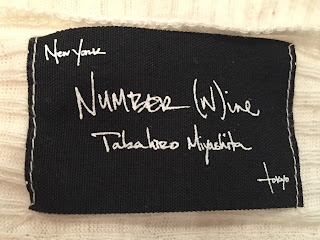 New York
NUMBER (N)ine
Takahiro Miyashita
tokyo